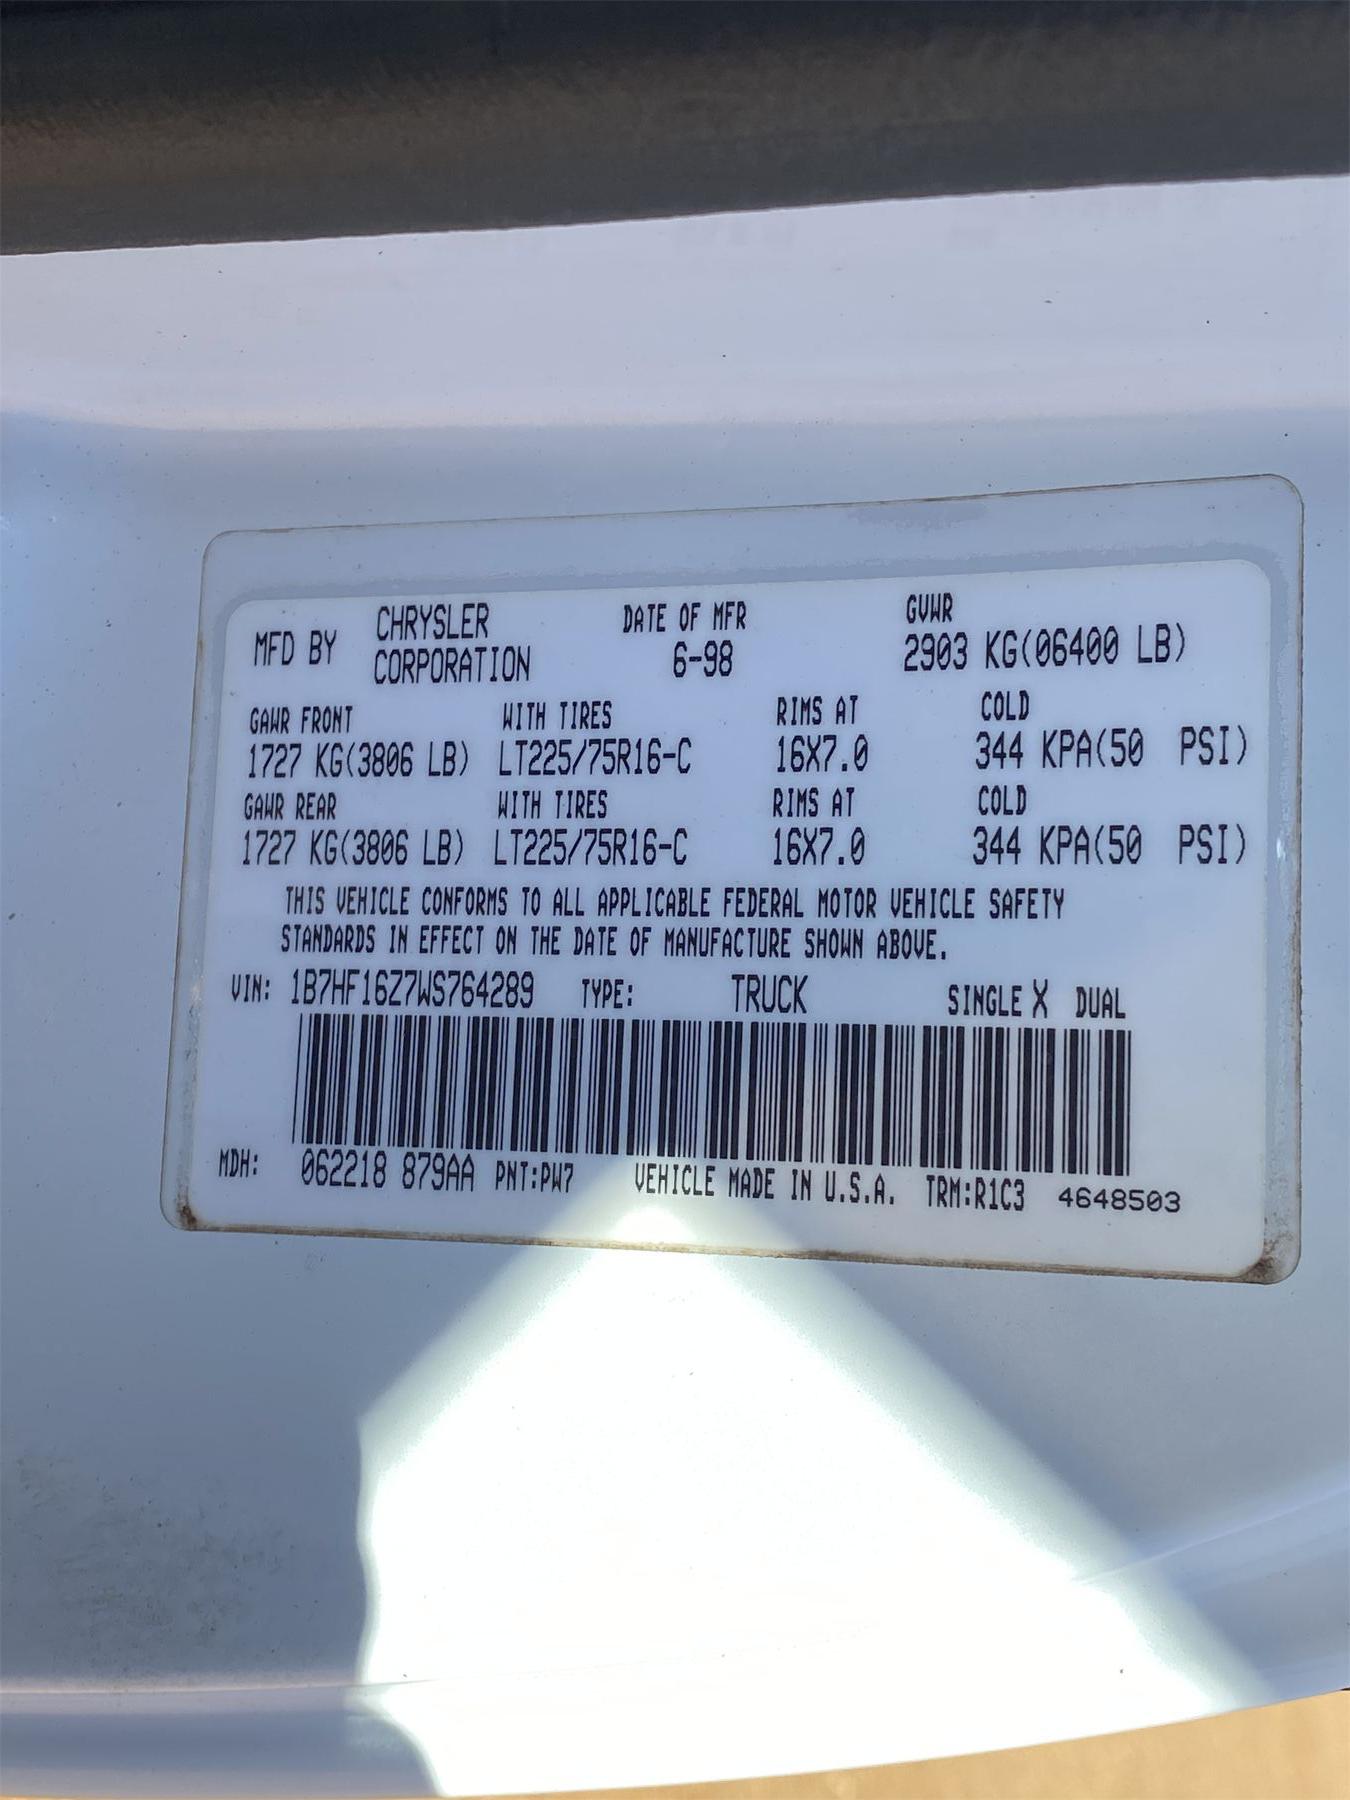 MFD BY CHRYSLER CORPORATION DATE OF MFR 6-98 GVWR 2903 KG(06400 LB)
GAWR FRONT WITH TIRES RIMS AT COLD
1727 KG(3806 LB) LT225/75R16-C 16X7.0 344 KPA(50 PSI)
GAWR REAR WITH TIRES RIMS AT COLD
1727 KG(3806 LB) LT225/75R16-C 16X7.0 344 KPA(50 PSI)
THIS VEHICLE CONFORMS TO ALL APPLICABLE FEDERAL MOTOR VEHICLE SAFETY
STANDARDS IN EFFECT ON THE DATE OF MANUFACTURE SHOWN ABOVE.
VIN: 1B7HF16Z7WS764289 TYPE: TRUCK SINGLE X DUAL
MDH: 062218 879AA PNT:PW7 VEHICLE MADE IN U.S.A. TRM:R1C3 4648503